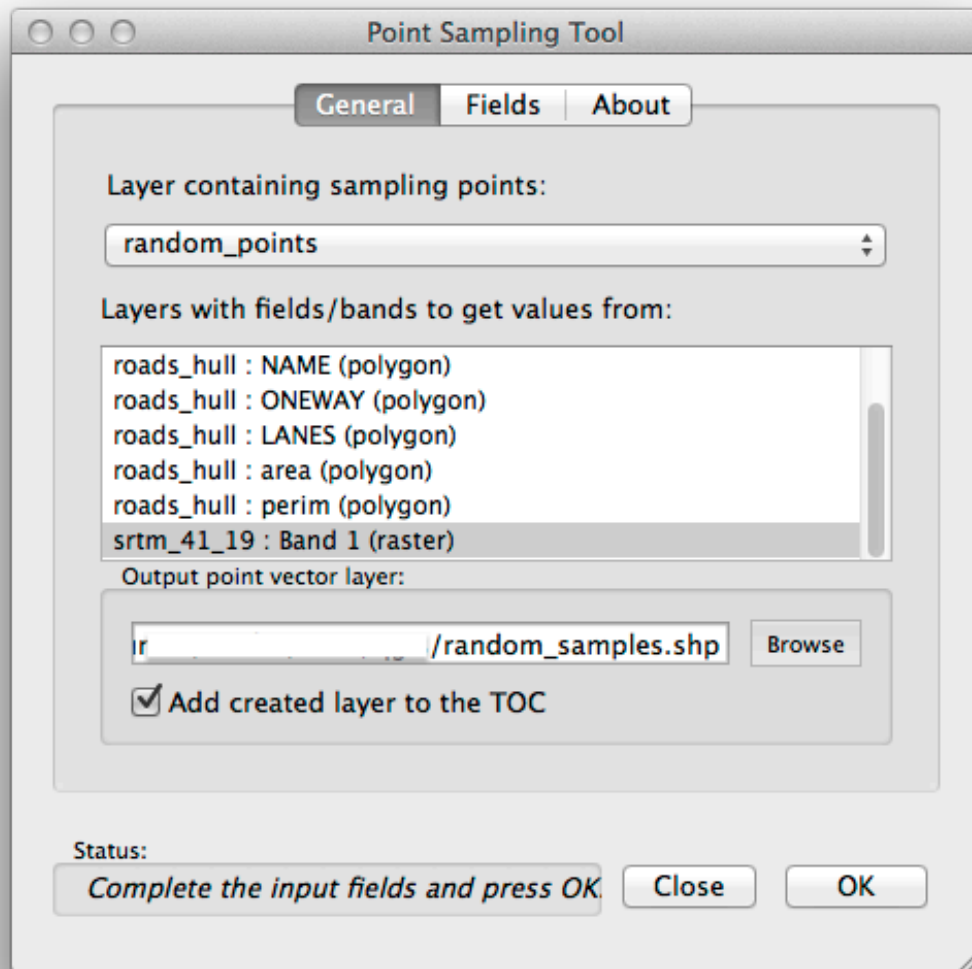 Point Sampling Tool
General Fields About
Layer containing sampling points:
random_points
Layers with fields/bands to get values from:
roads_hull : NAME (polygon)
roads_hull : ONEWAY (polygon)
roads_hull : LANES (polygon)
roads_hull : area (polygon)
roads_hull : perim (polygon)
srtm_41_19 : Band 1 (raster)
Output point vector layer:
/random_samples.shp Browse
Add created layer to the TOC
Status:
Complete the input fields and press OK. Close OK